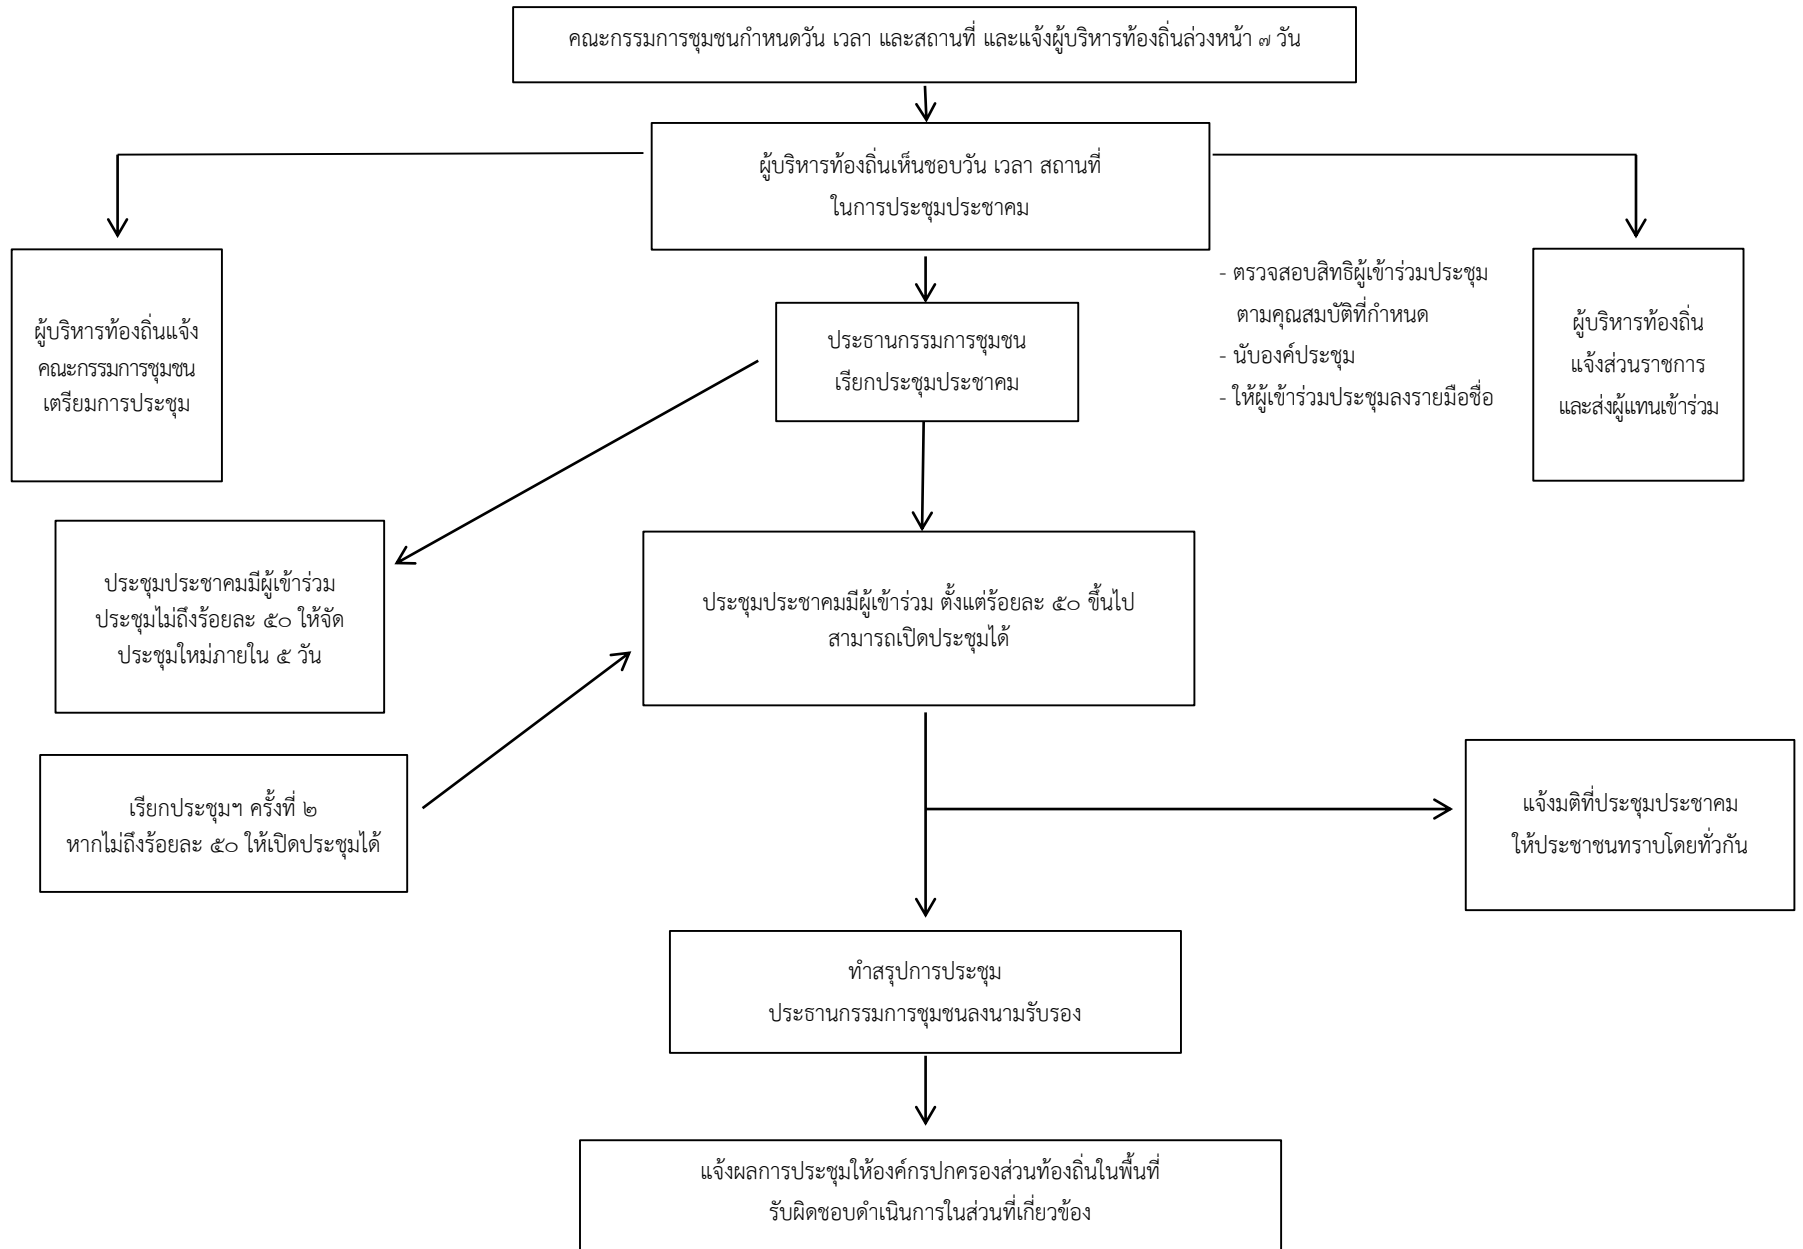 คณะกรรมการชุมชนกำหนดวัน เวลา และสถานที่ และแจ้งผู้บริหารท้องถิ่นล่วงหน้า ๗ วัน
ผู้บริหารท้องถิ่นเห็นชอบวัน เวลา สถานที่
ในการประชุมประชาคม
ผู้บริหารท้องถิ่นแจ้ง
คณะกรรมการชุมชน
เตรียมการประชุม
ประธานกรรมการชุมชน
เรียกประชุมประชาคม
- ตรวจสอบสิทธิผู้เข้าร่วมประชุม
ตามคุณสมบัติที่กำหนด
- นับองค์ประชุม
- ให้ผู้เข้าร่วมประชุมลงรายมือชื่อ
ผู้บริหารท้องถิ่น
แจ้งส่วนราชการ
และส่งผู้แทนเข้าร่วม
ประชุมประชาคมมีผู้เข้าร่วม
ประชุมไม่ถึงร้อยละ ๕๐ ให้จัด
ประชุมใหม่ภายใน ๕ วัน
ประชุมประชาคมมีผู้เข้าร่วม ตั้งแต่ร้อยละ ๕๐ ขึ้นไป
สามารถเปิดประชุมได้
เรียกประชุมฯ ครั้งที่ ๒
หากไม่ถึงร้อยละ ๕๐ ให้เปิดประชุมได้
แจ้งมติที่ประชุมประชาคม
ให้ประชาชนทราบโดยทั่วกัน
ทำสรุปการประชุม
ประธานกรรมการชุมชนลงนามรับรอง
แจ้งผลการประชุมให้องค์กรปกครองส่วนท้องถิ่นในพื้นที่
รับผิดชอบดำเนินการในส่วนที่เกี่ยวข้อง